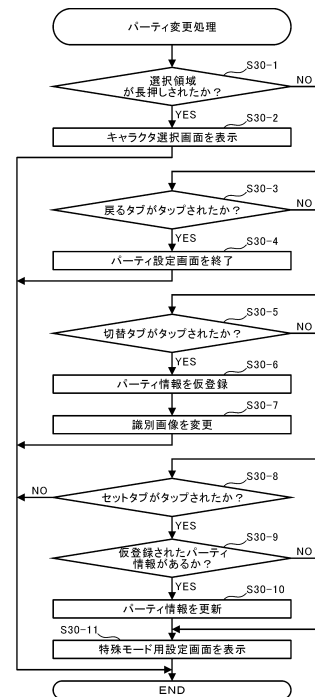 パーティ変更処理
S30-1
選択領域
が長押しされたか？
NO
YES
S30-2
キャラクタ選択画面を表示
S30-3
戻るタブがタップされたか？
NO
YES
S30-4
パーティ設定画面を終了
S30-5
切替タブがタップされたか？
NO
YES
S30-6
パーティ情報を仮登録
S30-7
識別画像を変更
S30-8
NO
セットタブがタップされたか？
YES
S30-9
仮登録されたパーティ
情報があるか？
NO
YES
S30-10
パーティ情報を更新
S30-11
特殊モード用設定画面を表示
END